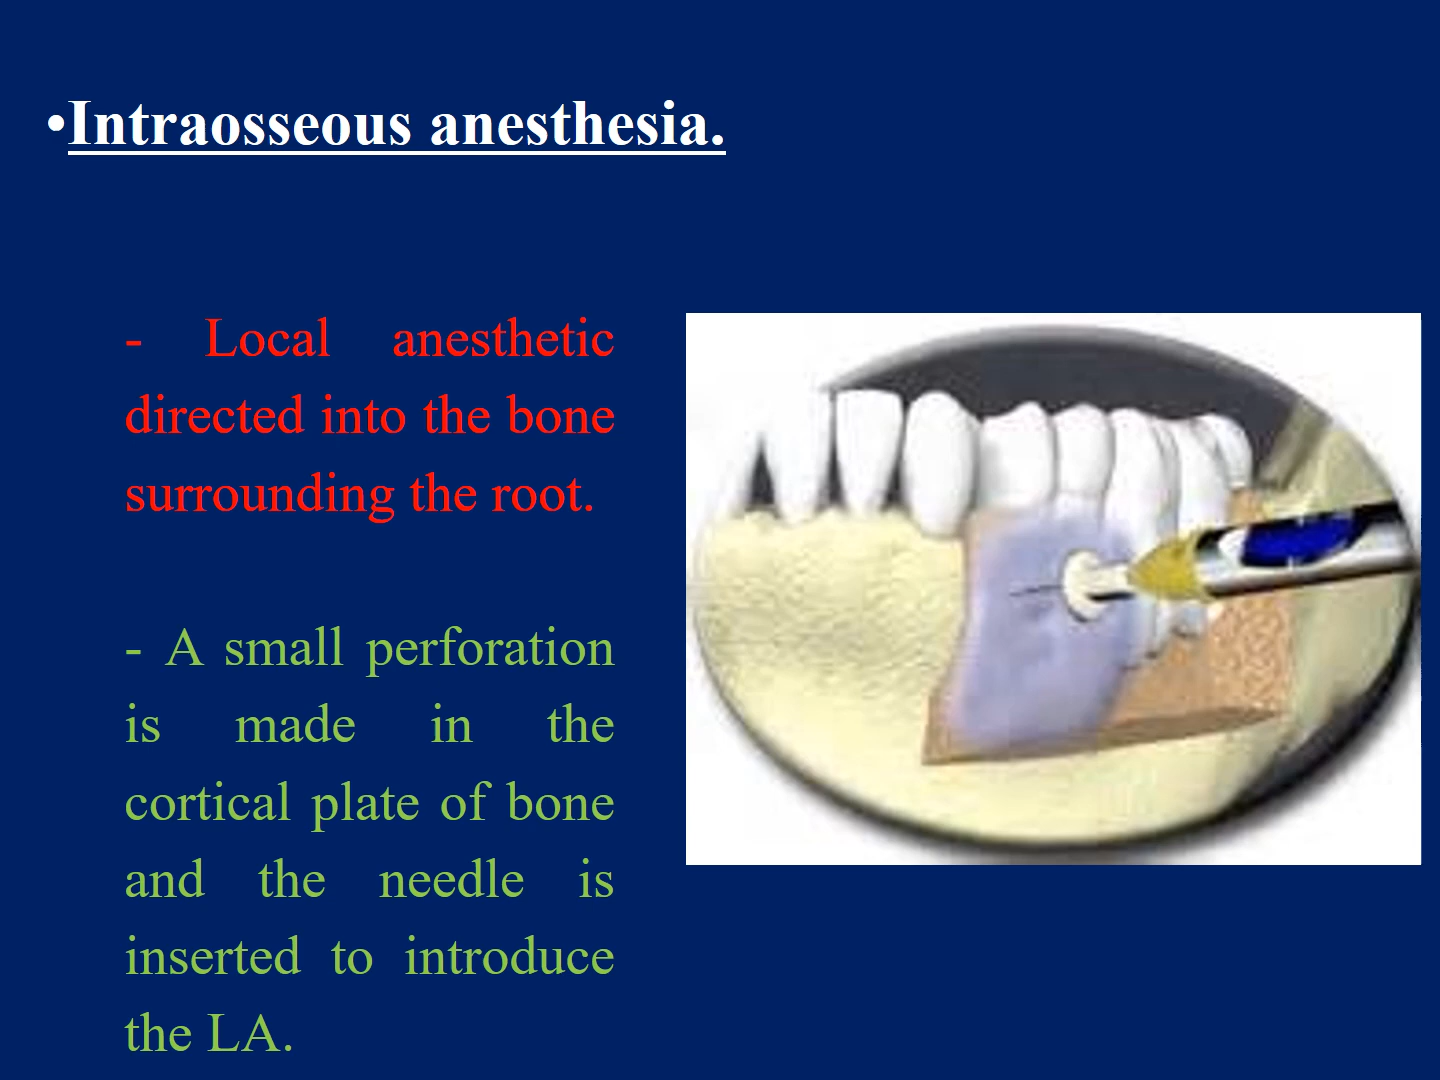 •Intraosseous anesthesia.
- Local anesthetic
directed into the bone
surrounding the root.
- A small perforation
is made in the
cortical plate of bone
and the needle is
inserted to introduce
the LA.